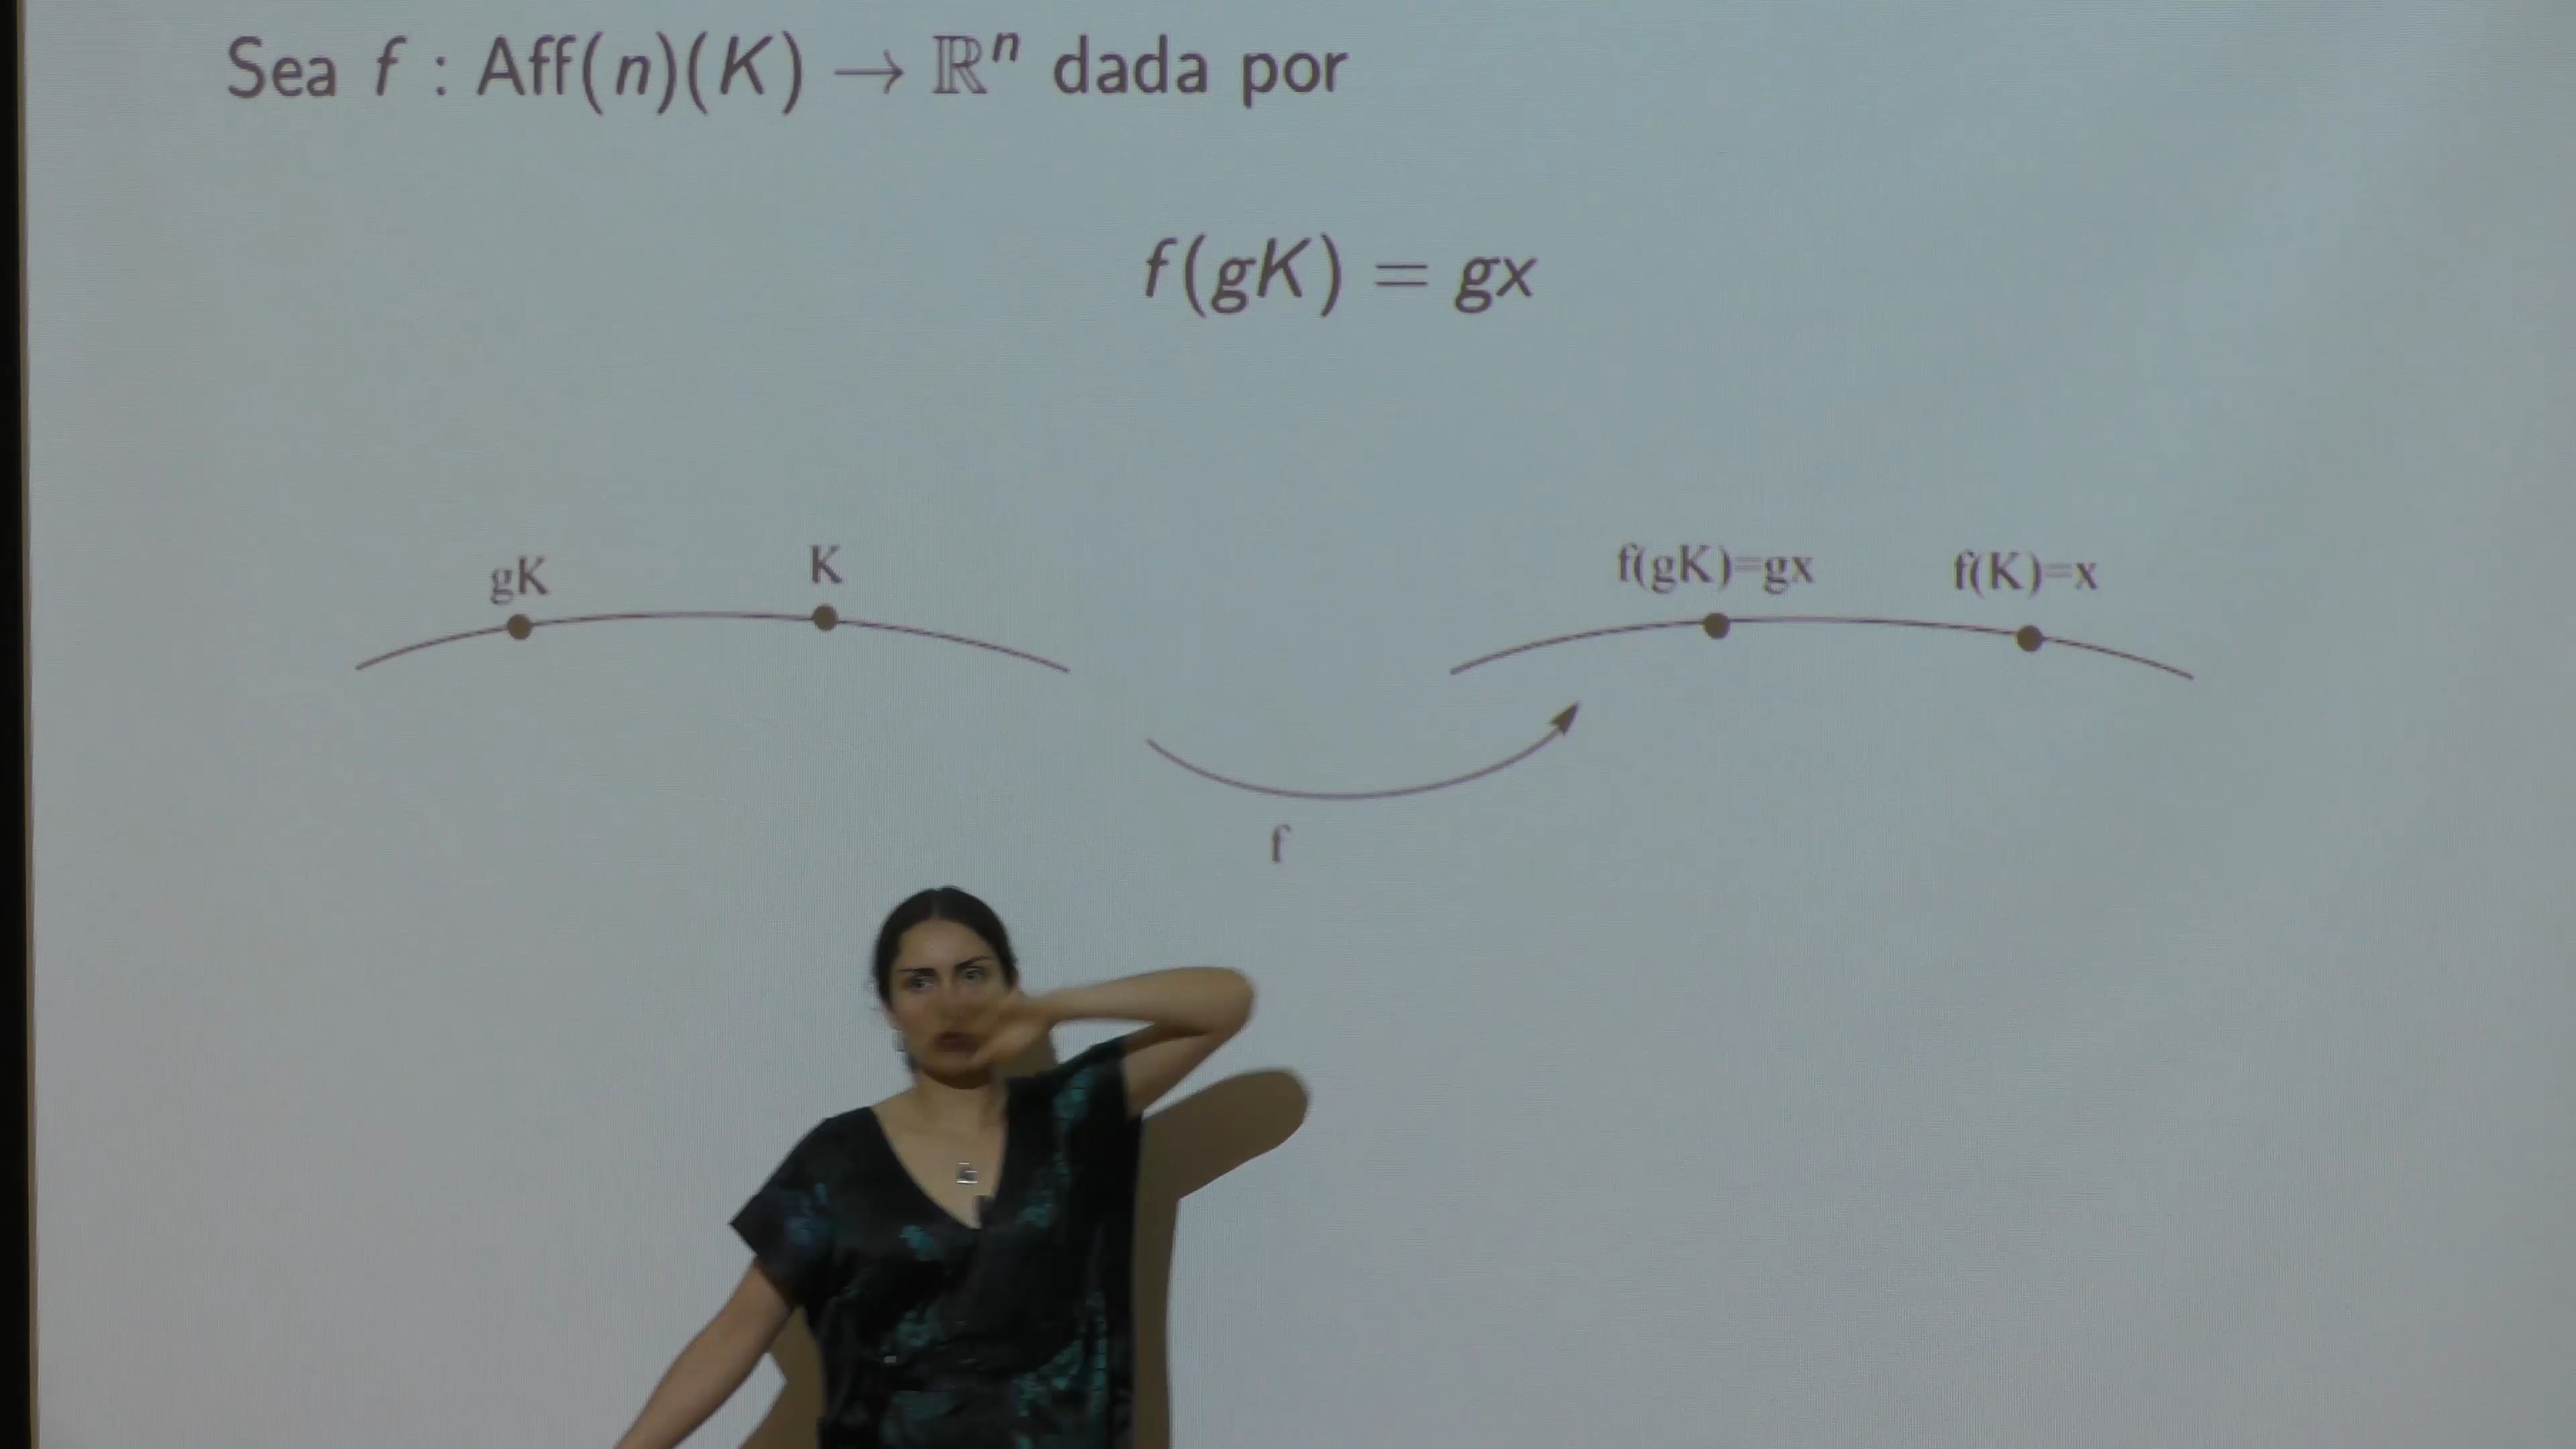 Sea f : Aff(n)(K) → ℝⁿ dada por
f(gK) = gx
gK
K
f(gK)=gx
f(K)=x
f